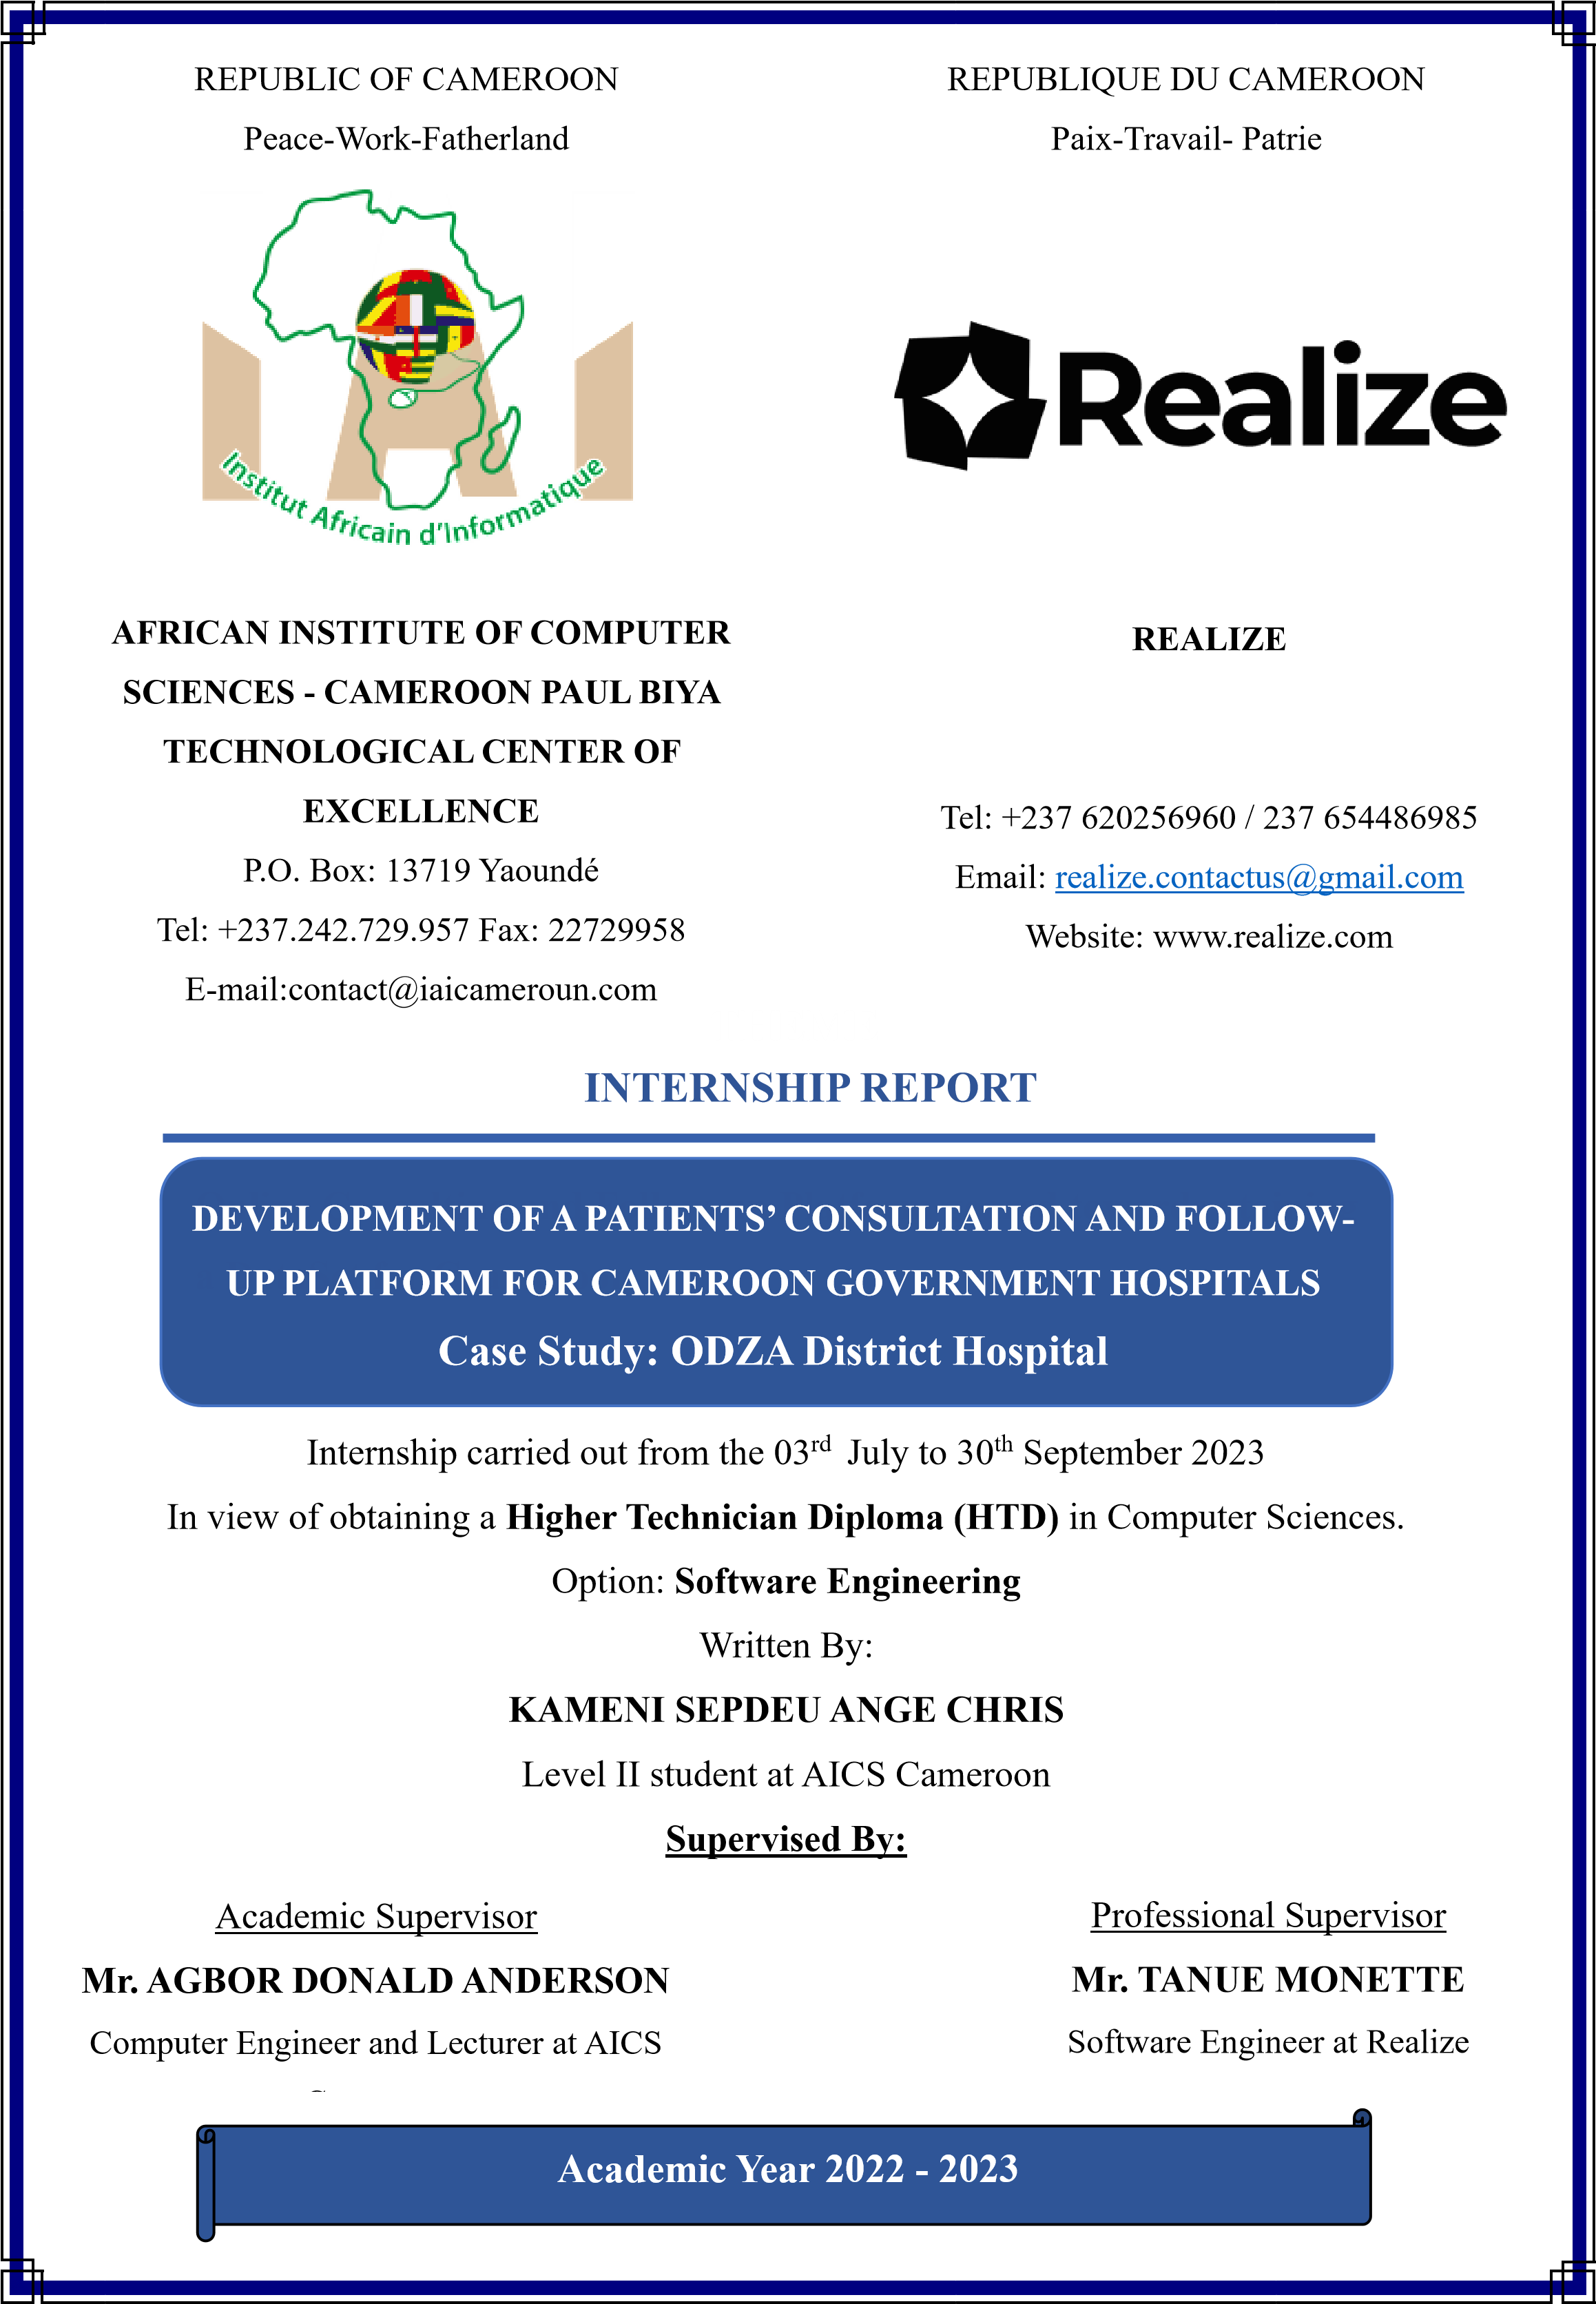 REPUBLIC OF CAMEROON
Peace-Work-Fatherland
REPUBLIQUE DU CAMEROON
Paix-Travail- Patrie
Institut Africain d'Informatique
Realize
AFRICAN INSTITUTE OF COMPUTER
SCIENCES - CAMEROON PAUL BIYA
TECHNOLOGICAL CENTER OF
EXCELLENCE
P.O. Box: 13719 Yaoundé
Tel: +237.242.729.957 Fax: 22729958
E-mail:contact@iaicameroun.com
REALIZE
Tel: +237 620256960 / 237 654486985
Email: realize.contactus@gmail.com
Website: www.realize.com
INTERNSHIP REPORT
DEVELOPMENT OF A PATIENTS’ CONSULTATION AND FOLLOW-
UP PLATFORM FOR CAMEROON GOVERNMENT HOSPITALS
Case Study: ODZA District Hospital
Internship carried out from the 03rd July to 30th September 2023
In view of obtaining a Higher Technician Diploma (HTD) in Computer Sciences.
Option: Software Engineering
Written By:
KAMENI SEPDEU ANGE CHRIS
Level II student at AICS Cameroon
Supervised By:
Academic Supervisor
Mr. AGBOR DONALD ANDERSON
Computer Engineer and Lecturer at AICS
Professional Supervisor
Mr. TANUE MONETTE
Software Engineer at Realize
Academic Year 2022 - 2023